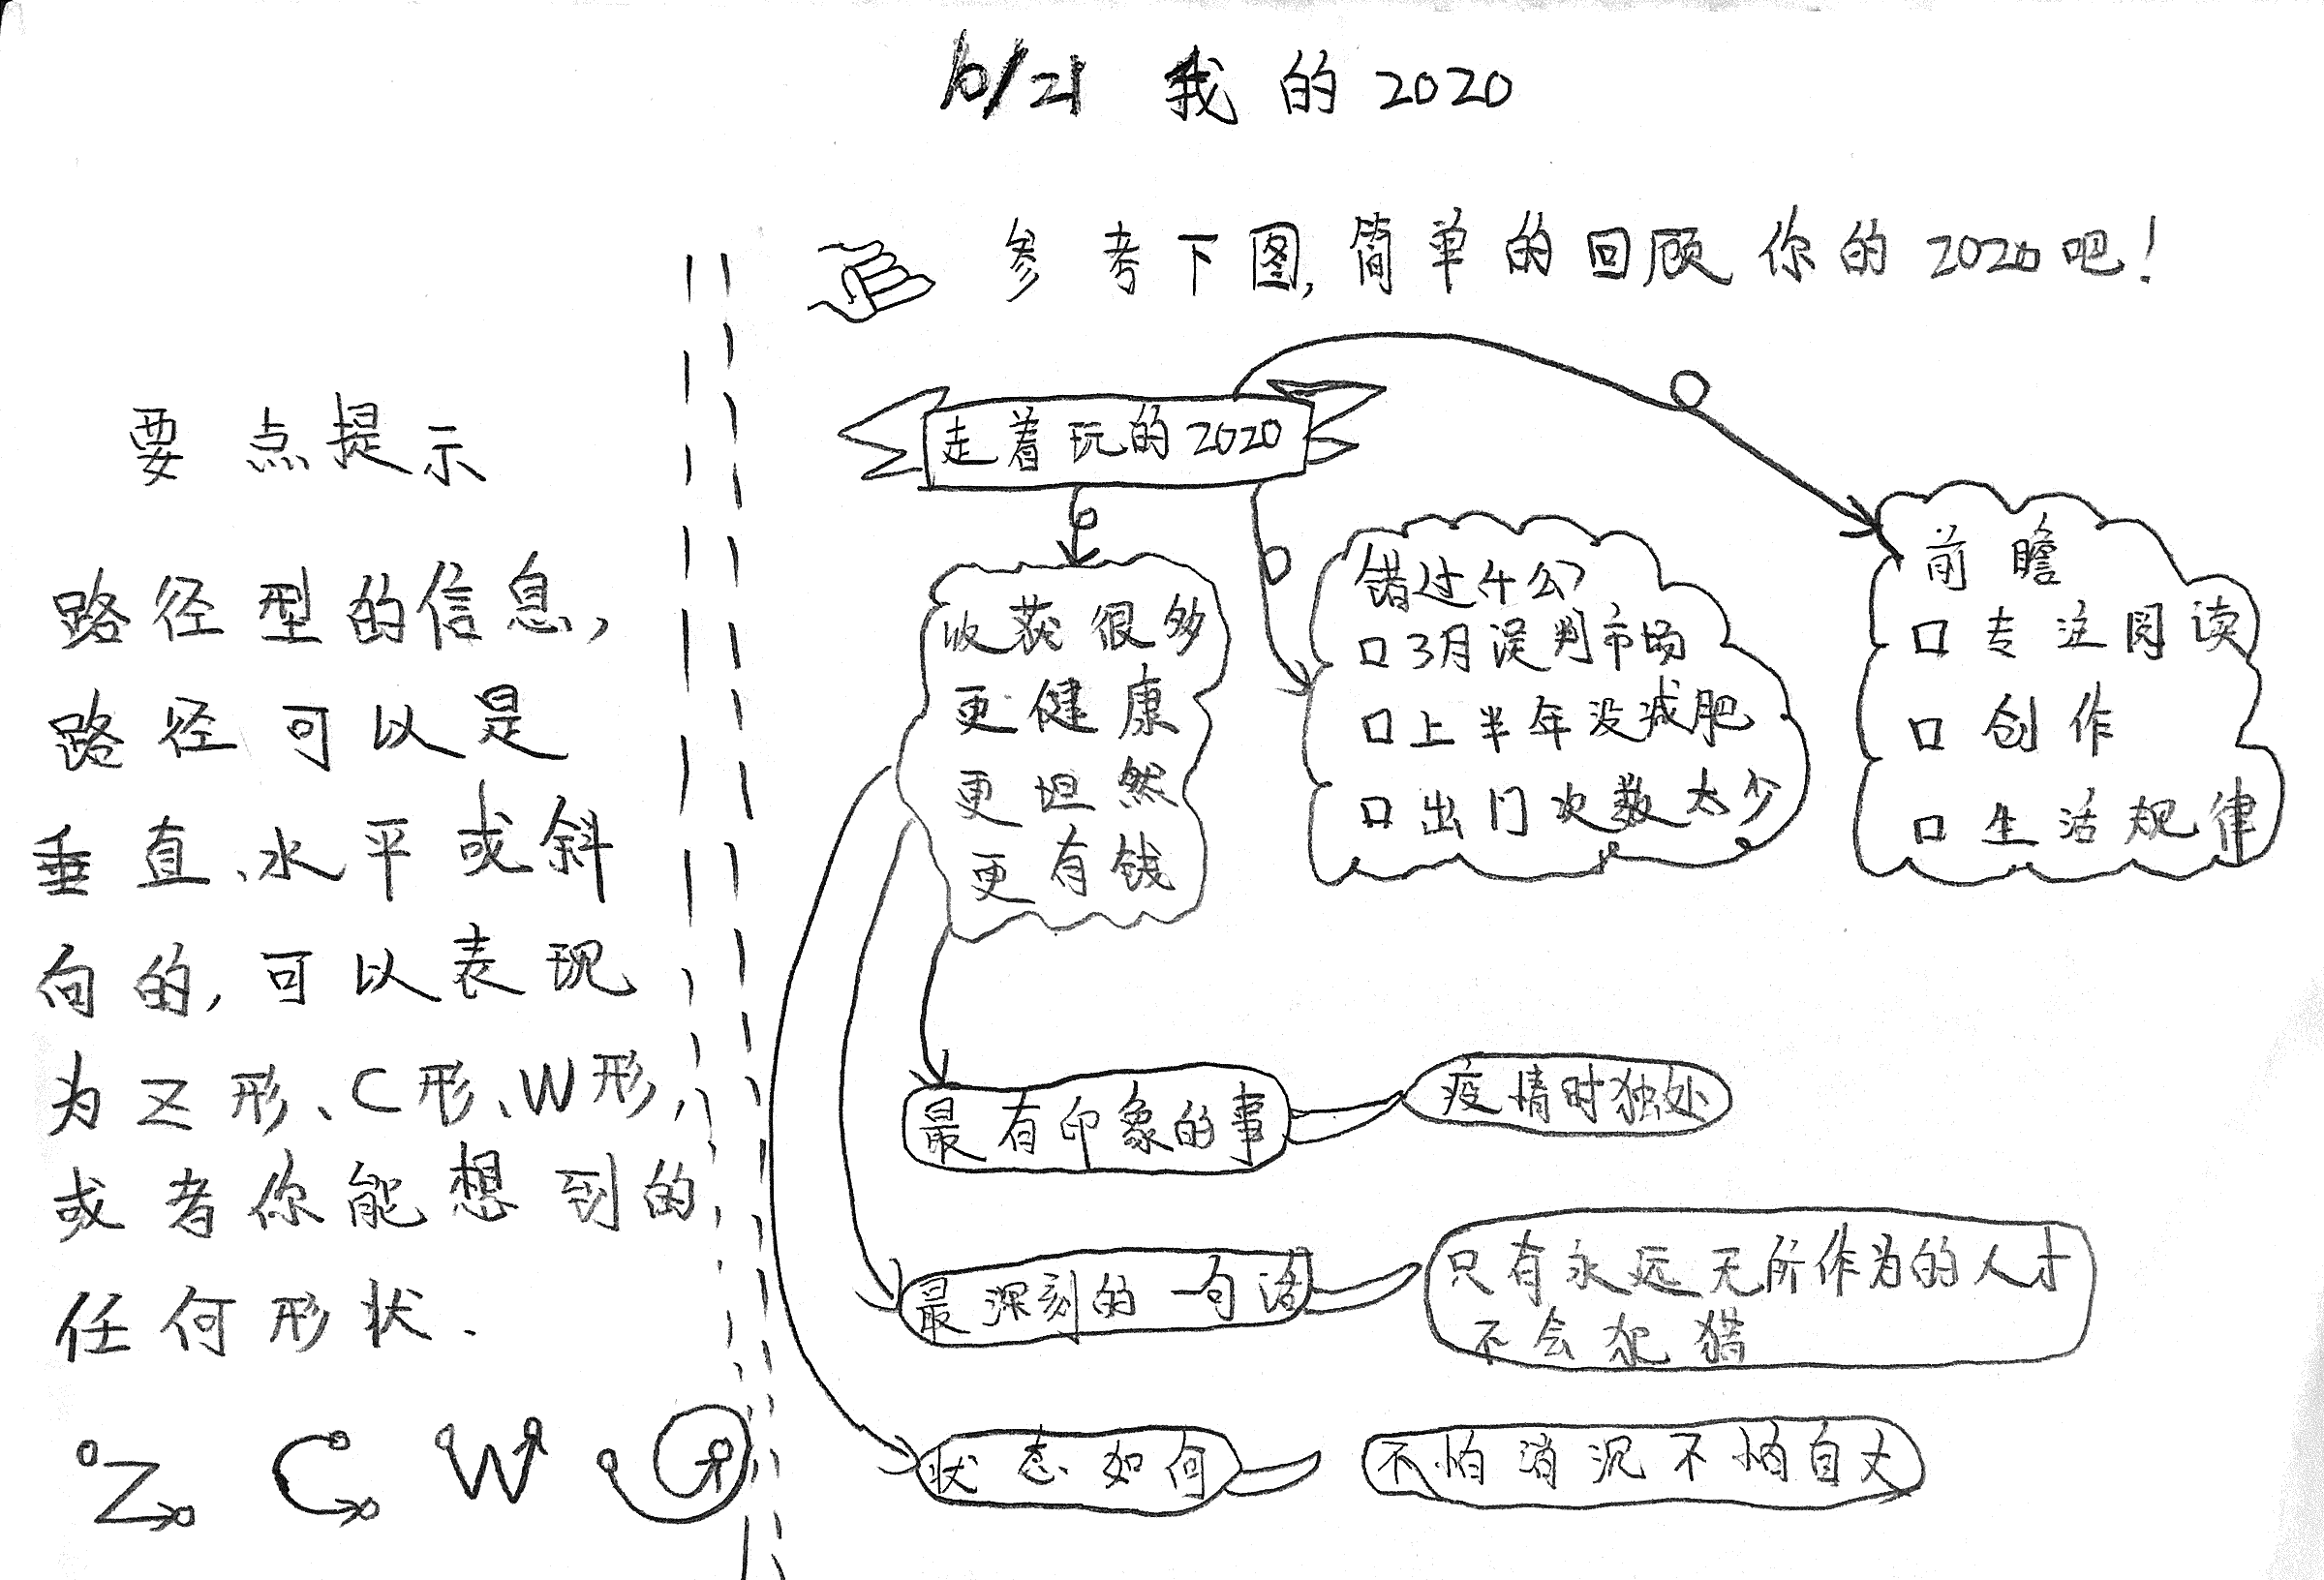 10/21 我的2020
参考下图,简单的回顾你的2020吧!
要点提示
路径型的信息,
路径可以是
垂直、水平或斜
向的,可以表现
为Z形、C形、W形,
或者你能想到的
任何形状.
Z C W
走着玩的2020
收获很多
更健康
更坦然
更有钱
错过什么?
口3月误判市场
口上半年没减肥
口出门次数太少
前瞻
口专注阅读
口创作
口生活规律
最有印象的事
疫情时独处
最深刻的一句话
只有永远无所作为的人才
不会犯错
状态如何
不怕消沉不怕自大